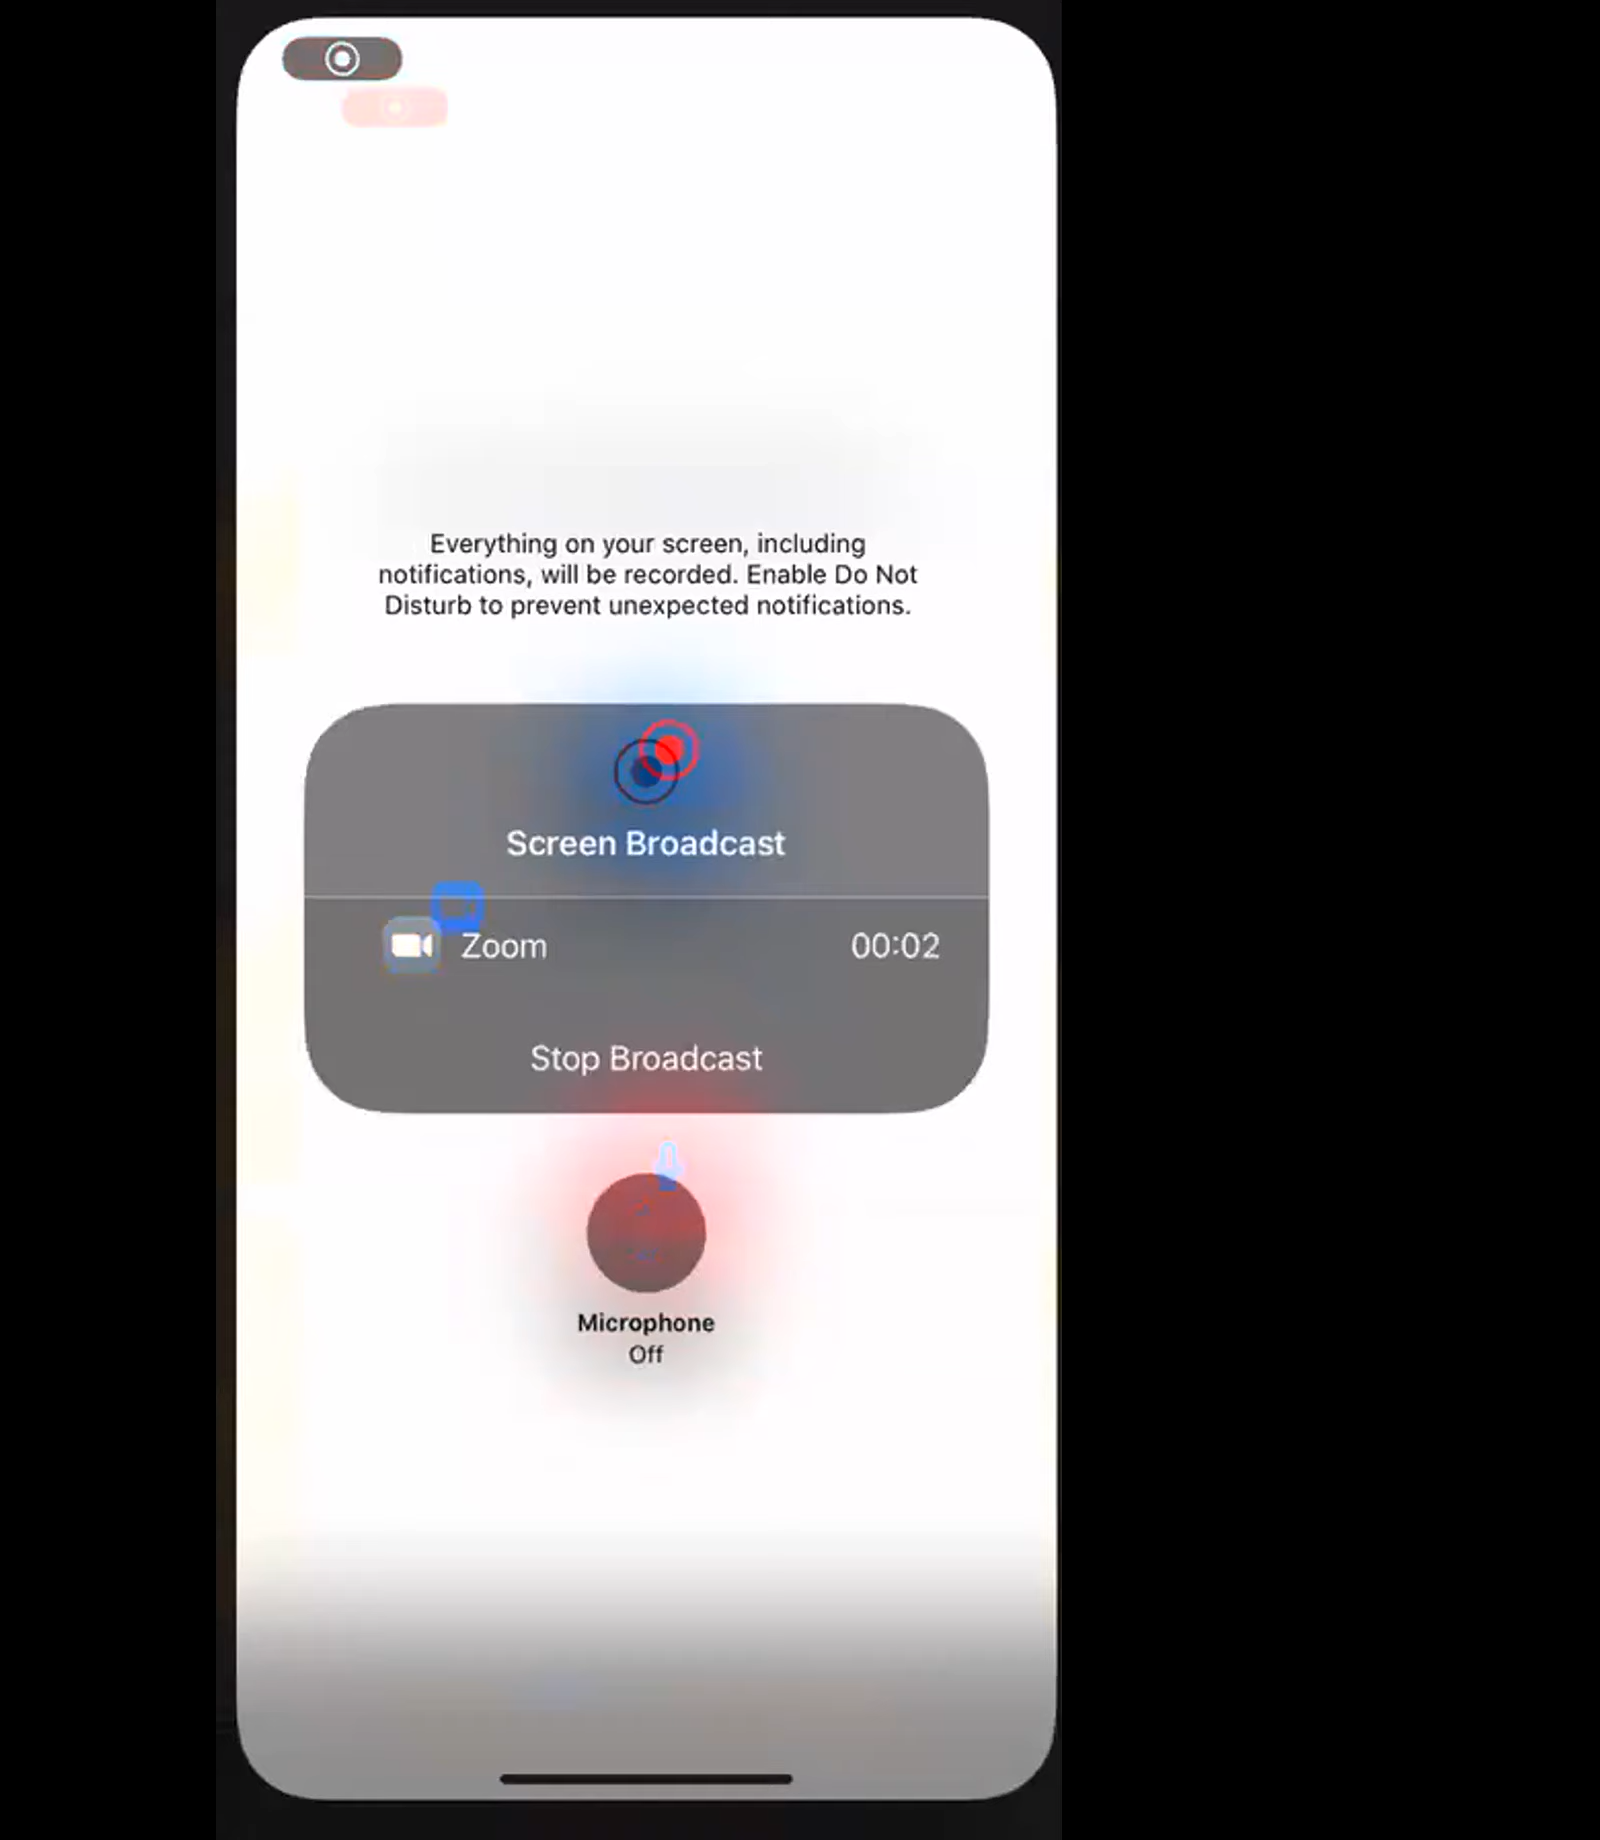 Everything on your screen, including
notifications, will be recorded. Enable Do Not
Disturb to prevent unexpected notifications.
Screen Broadcast
Zoom 00:02
Stop Broadcast
Microphone
Off